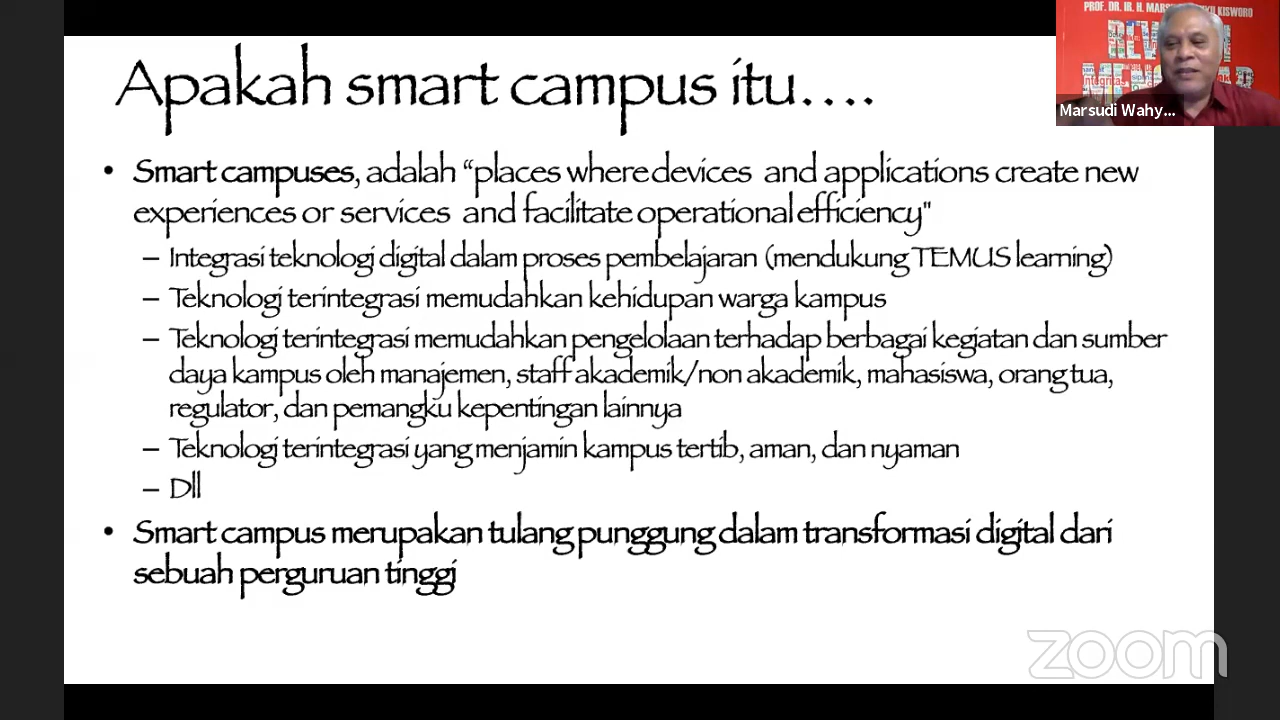 Apakah smart campus itu….
• Smart campuses, adalah “places where devices and applications create new
experiences or services and facilitate operational efficiency"
– Integrasi teknologi digital dalam proses pembelajaran (mendukung TEMUS learning)
– Teknologi terintegrasi memudahkan kehidupan warga kampus
– Teknologi terintegrasi memudahkan pengelolaan terhadap berbagai kegiatan dan sumber
daya kampus oleh manajemen, staff akademik/non akademik, mahasiswa, orang tua,
regulator, dan pemangku kepentingan lainnya
– Teknologi terintegrasi yang menjamin kampus tertib, aman, dan nyaman
– Dll
• Smart campus merupakan tulang punggung dalam transformasi digital dari
sebuah perguruan tinggi
PROF. DR. IR. H. KISWORO
Marsudi Wahy...
zoom